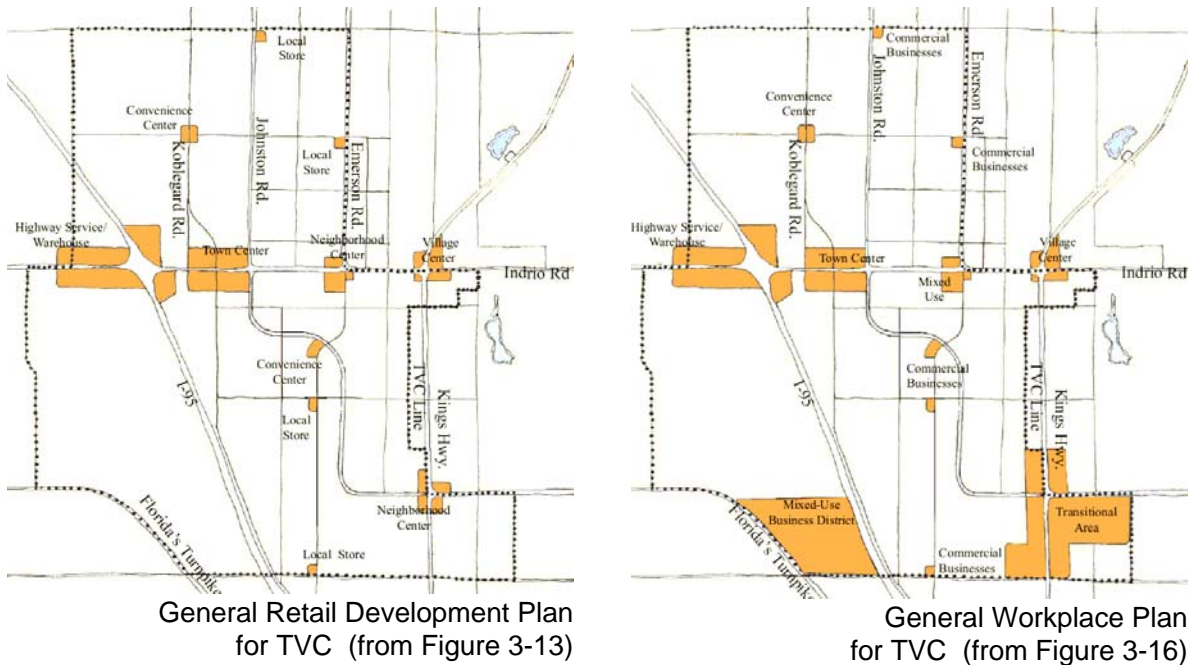 Local
Store
Convenience
Center
Koblegard Rd.
Johnston Rd.
Local
Store
Emerson Rd.
Highway Service/
Warehouse
Town Center
Neighborhood
Center
Village
Center
Indrio Rd
I-95
Convenience
Center
Local
Store
TVC Line
Kings Hwy.
Neighborhood
Center
Florida's Turnpike
Local Store
General Retail Development Plan
for TVC (from Figure 3-13)
Commercial
Businesses
Johnston Rd.
Emerson Rd.
Convenience
Center
Koblegard Rd.
Commercial
Businesses
Highway Service/
Warehouse
Town Center
Village
Center
Indrio Rd
Mixed
Use
I-95
Commercial
Businesses
TVC Line
Kings Hwy.
Mixed-Use
Business District
Transitional
Area
Florida's Turnpike
Commercial
Businesses
General Workplace Plan
for TVC (from Figure 3-16)